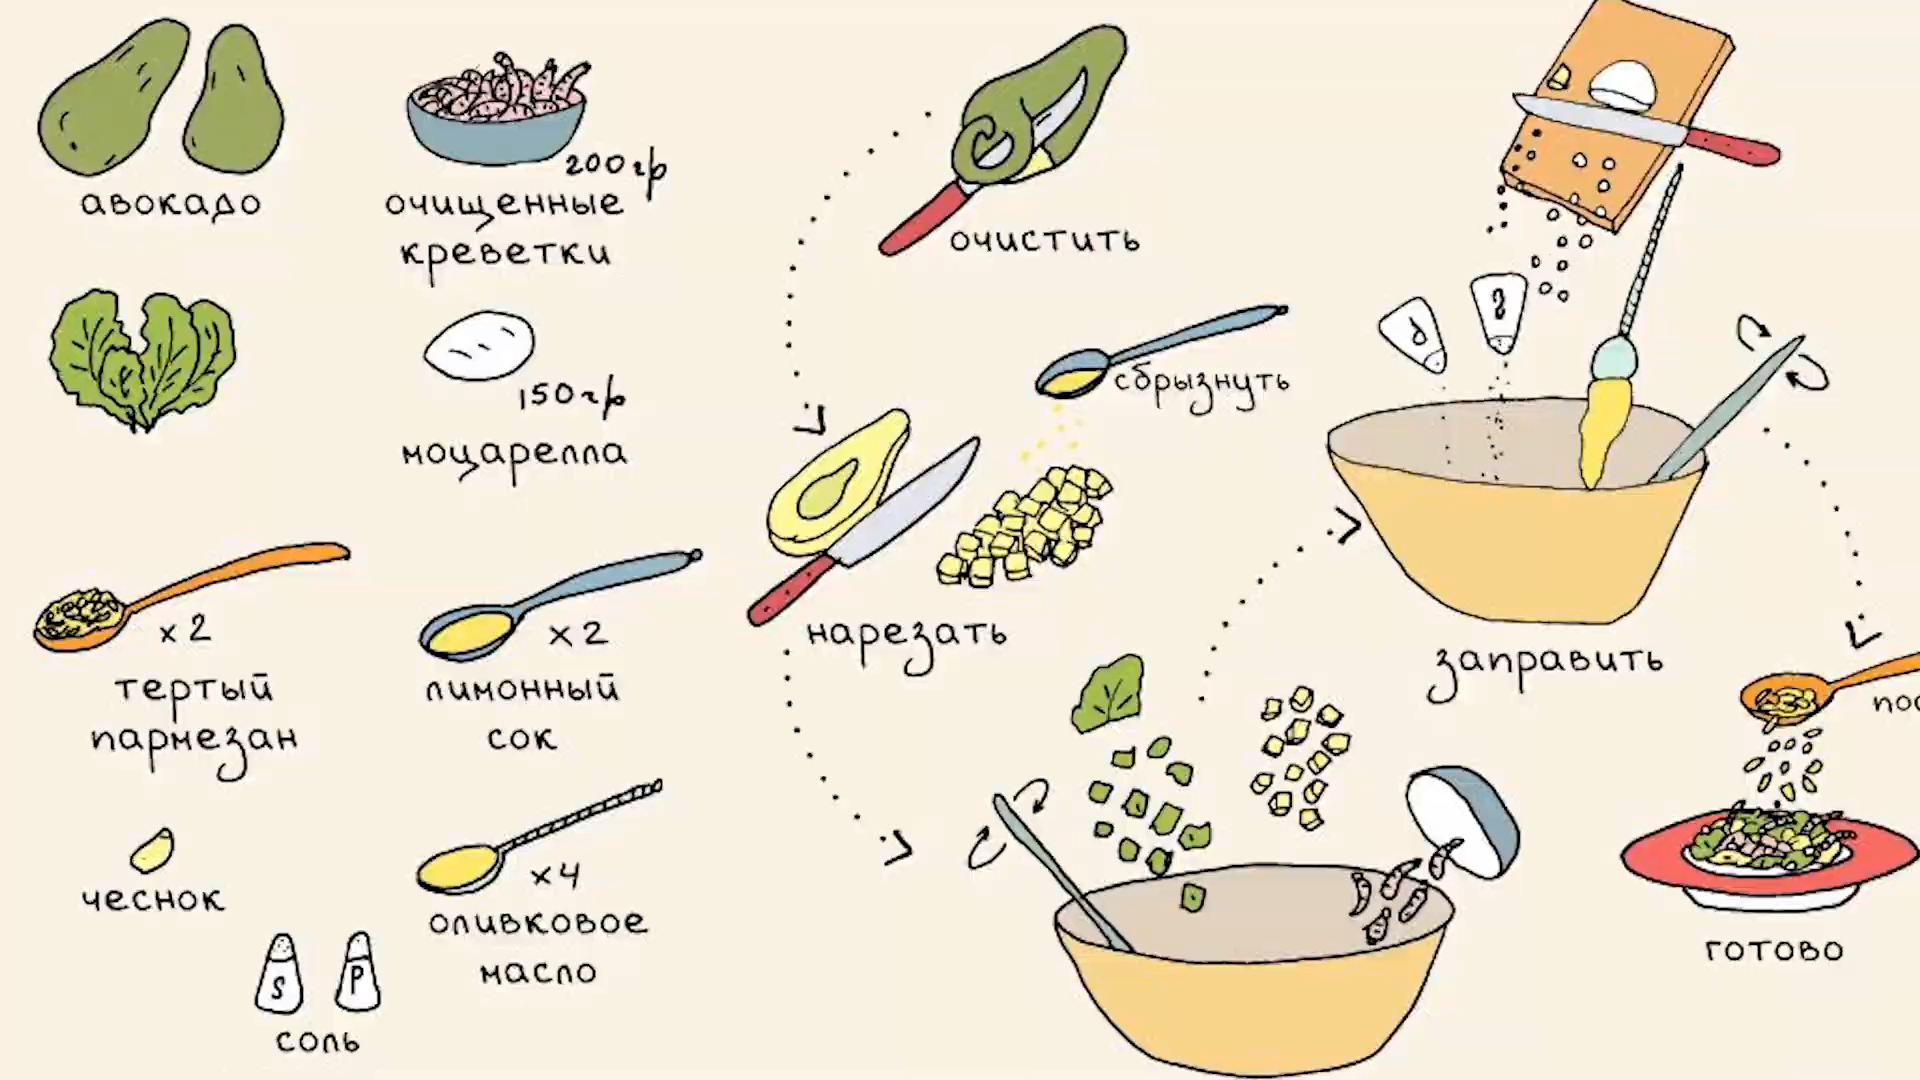 авокадо
200 гр
очищенные
креветки
150 гр
моцарелла
x 2
тертый
пармезан
x 2
лимонный
сок
чеснок
x4
оливковое
масло
S P
соль
очистить
сбрызнуть
нарезать
заправить
готово